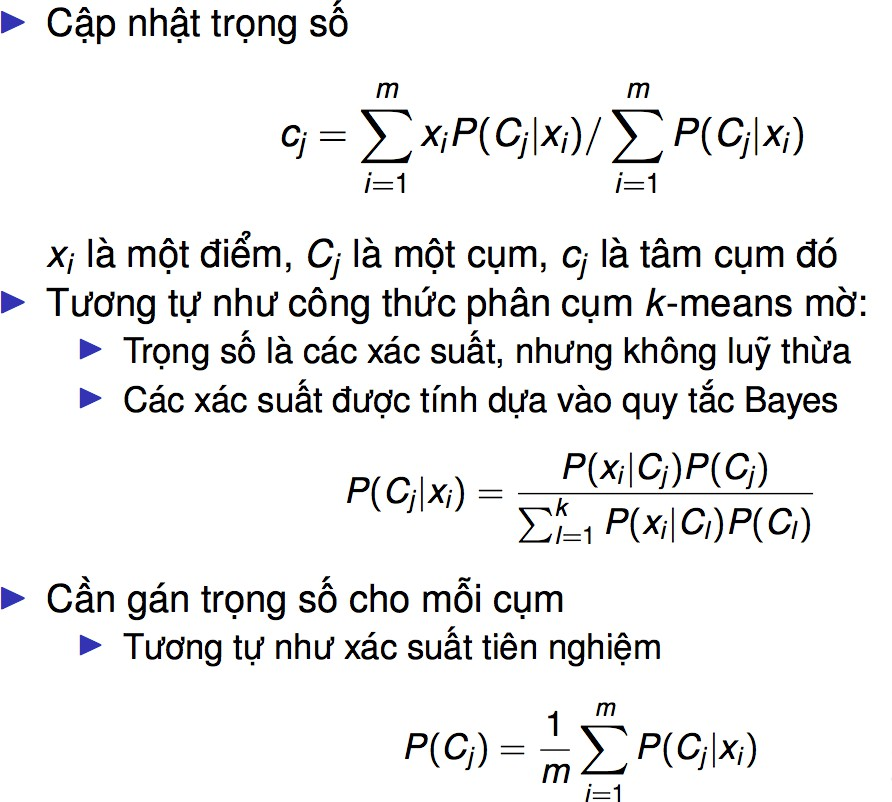 ▶ Cập nhật trọng số
c_j = ∑_{i=1}^{m} x_i P(C_j|x_i) / ∑_{i=1}^{m} P(C_j|x_i)
x_i là một điểm, C_j là một cụm, c_j là tâm cụm đó
▶ Tương tự như công thức phân cụm k-means mờ:
▶ Trọng số là các xác suất, nhưng không luỹ thừa
▶ Các xác suất được tính dựa vào quy tắc Bayes
P(C_j|x_i) = \frac{P(x_i|C_j)P(C_j)}{∑_{l=1}^{k} P(x_i|C_l)P(C_l)}
▶ Cần gán trọng số cho mỗi cụm
▶ Tương tự như xác suất tiên nghiệm
P(C_j) = \frac{1}{m} ∑_{i=1}^{m} P(C_j|x_i)